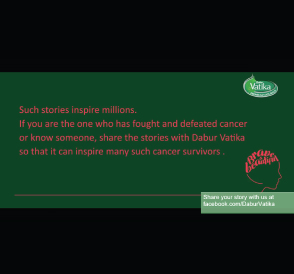 Vatika
Such stories inspire millions.
If you are the one who has fought and defeated cancer
or know someone, share the stories with Dabur Vatika
so that it can inspire many such cancer survivors .
BRAVE
Beautiful
Share your story with us at
facebook.com/DaburVatika